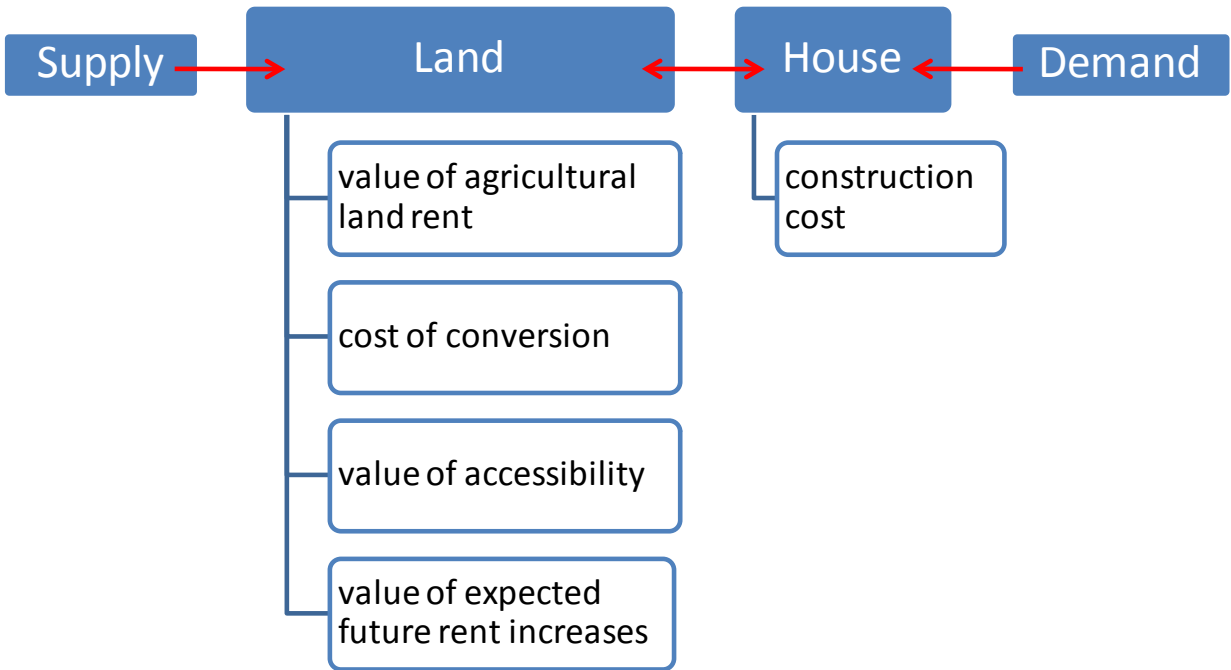 Supply
Land
House
Demand
value of agricultural
land rent
construction
cost
cost of conversion
value of accessibility
value of expected
future rent increases